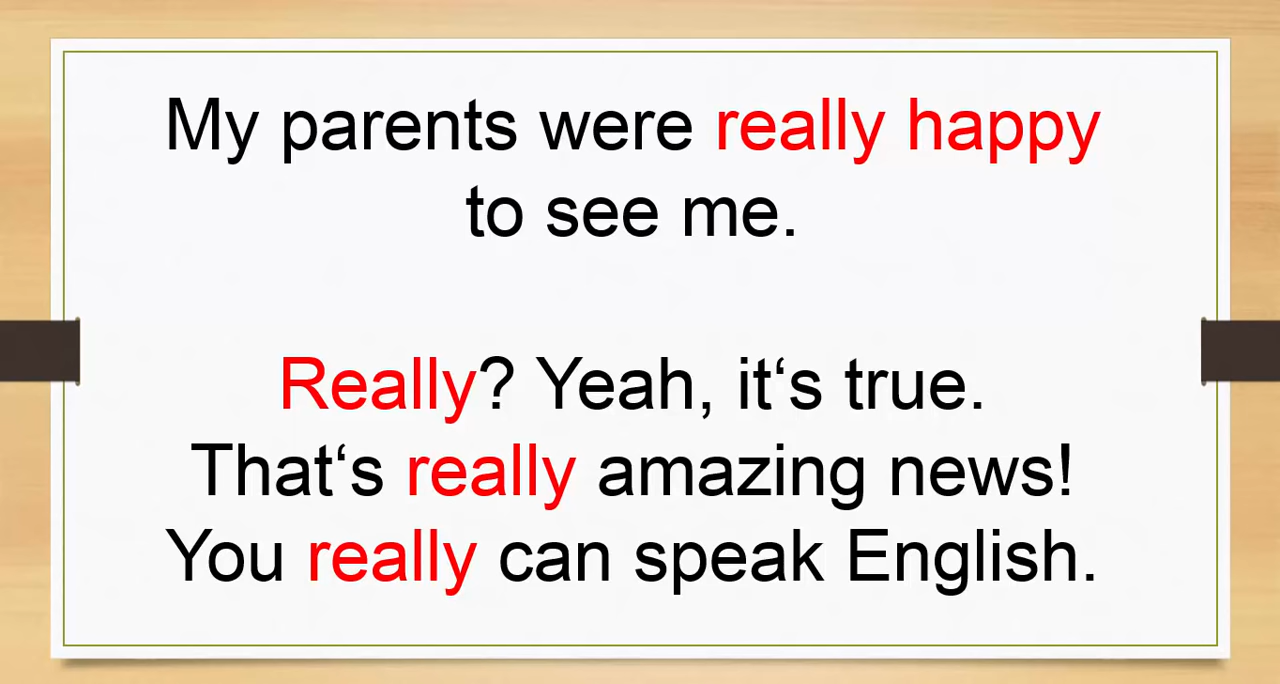 My parents were really happy
to see me.
Really? Yeah, it‘s true.
That‘s really amazing news!
You really can speak English.